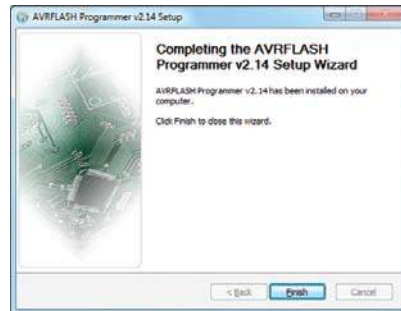 AVRFLASH Programmer v2.14 Setup
Completing the AVRFLASH
Programmer v2.14 Setup Wizard
AVRFLASH Programmer v2.14 has been installed on your
computer.
Click Finish to close this wizard.
< Back
Finish
Cancel